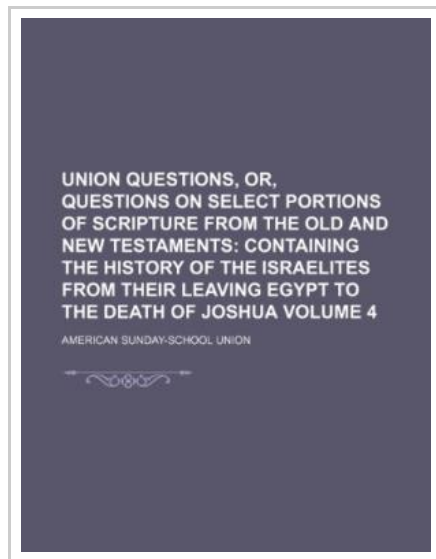 UNION QUESTIONS, OR,
QUESTIONS ON SELECT PORTIONS
OF SCRIPTURE FROM THE OLD AND
NEW TESTAMENTS: CONTAINING
THE HISTORY OF THE ISRAELITES
FROM THEIR LEAVING EGYPT TO
THE DEATH OF JOSHUA VOLUME 4
AMERICAN SUNDAY-SCHOOL UNION